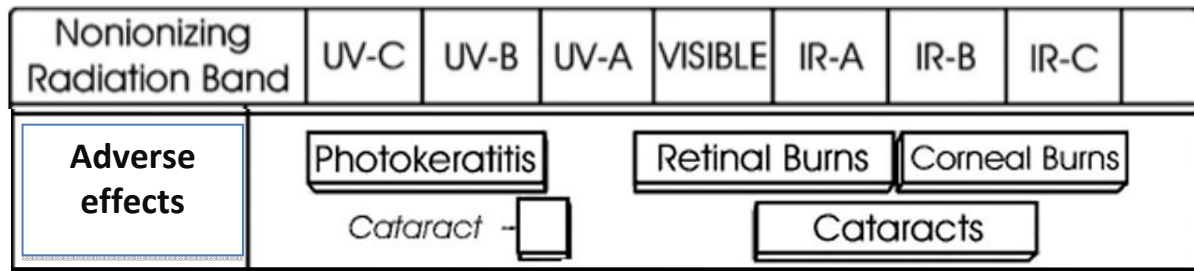 Nonionizing
Radiation Band
UV-C UV-B UV-A VISIBLE IR-A IR-B IR-C
Adverse
effects
Photokeratitis Retinal Burns Corneal Burns
Cataract - Cataracts